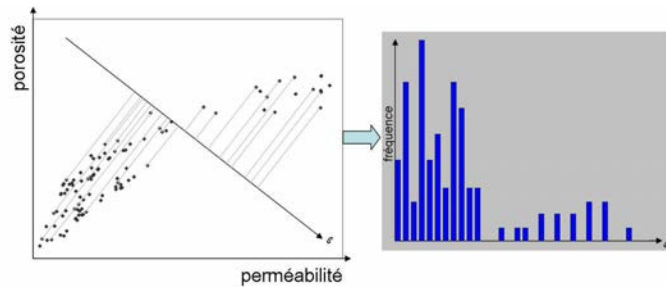 porosité
ε
perméabilité
fréquence